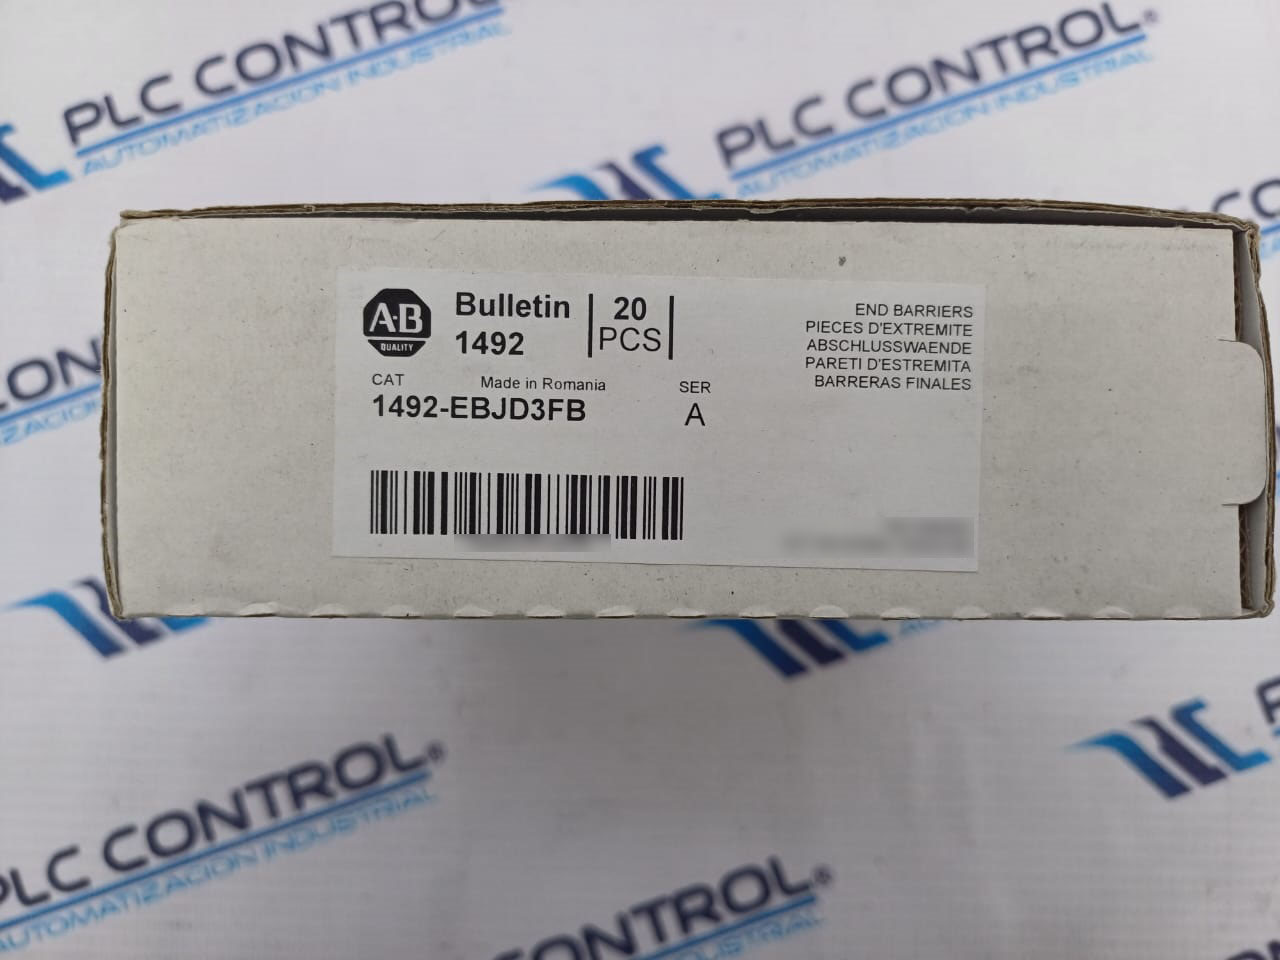 PLC CONTROL
AUTOMATIZACION INDUSTRIAL
PLC CONTROL®
AUTOMATIZACION INDUSTRIAL
A-B
QUALITY
Bulletin
1492
20
PCS
END BARRIERS
PIECES D'EXTREMITE
ABSCHLUSSWAENDE
PARETI D'ESTREMITA
BARRERAS FINALES
CAT
Made in Romania
SER
1492-EBJD3FB
A
PLC CONTROL®
AUTOMATIZACION INDUSTRIAL
CONTROL®
INDUSTRIAL